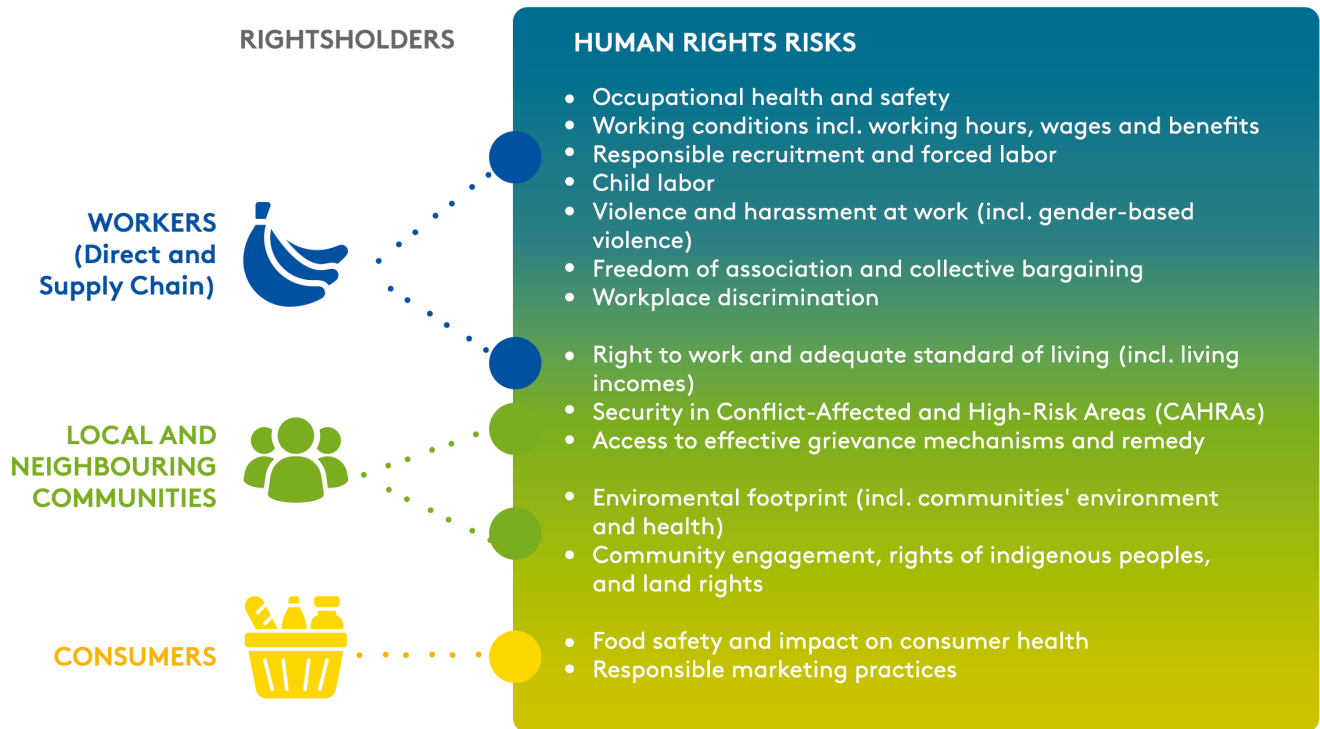 RIGHTSHOLDERS
HUMAN RIGHTS RISKS
• Occupational health and safety
• Working conditions incl. working hours, wages and benefits
• Responsible recruitment and forced labor
• Child labor
• Violence and harassment at work (incl. gender-based
violence)
• Freedom of association and collective bargaining
• Workplace discrimination
WORKERS
(Direct and
Supply Chain)
• Right to work and adequate standard of living (incl. living
incomes)
• Security in Conflict-Affected and High-Risk Areas (CAHRAs)
• Access to effective grievance mechanisms and remedy
LOCAL AND
NEIGHBOURING
COMMUNITIES
• Enviromental footprint (incl. communities' environment
and health)
• Community engagement, rights of indigenous peoples,
and land rights
CONSUMERS
• Food safety and impact on consumer health
• Responsible marketing practices